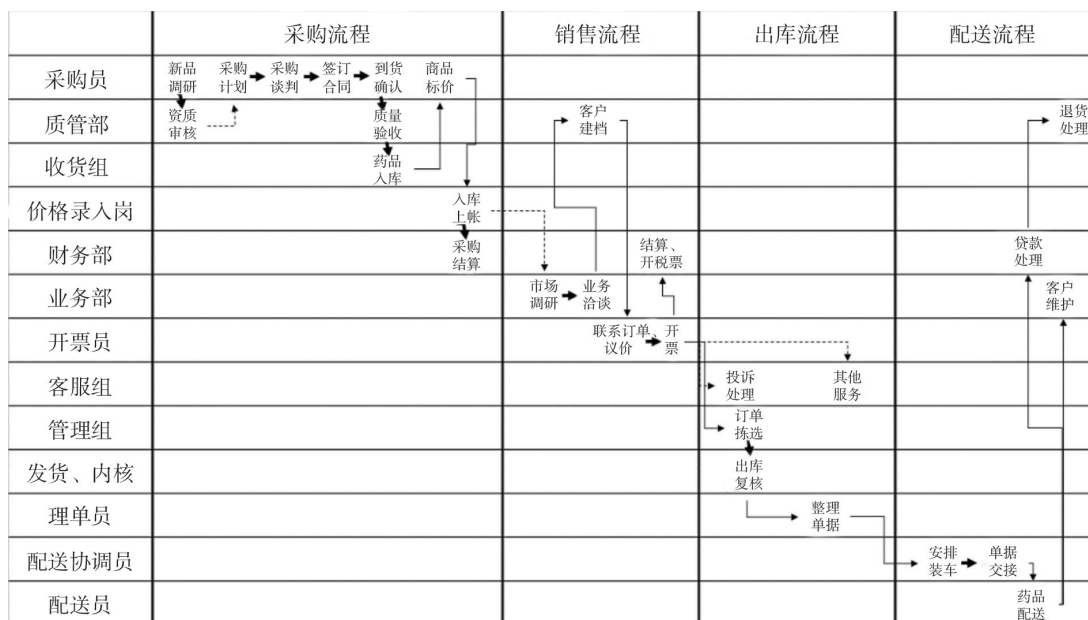 采购流程
销售流程
出库流程
配送流程
采购员
新品
调研
采购
计划
采购
谈判
签订
合同
到货
确认
商品
标价
质管部
资质
审核
质量
验收
客户
建档
退货
处理
收货组
药品
入库
价格录入岗
入库
上帐
财务部
采购
结算
结算、
开税票
贷款
处理
业务部
市场
调研
业务
洽谈
客户
维护
开票员
联系订单、
议价
开
票
客服组
投诉
处理
其他
服务
管理组
订单
拣选
发货、内核
出库
复核
理单员
整理
单据
配送协调员
安排
装车
单据
交接
配送员
药品
配送